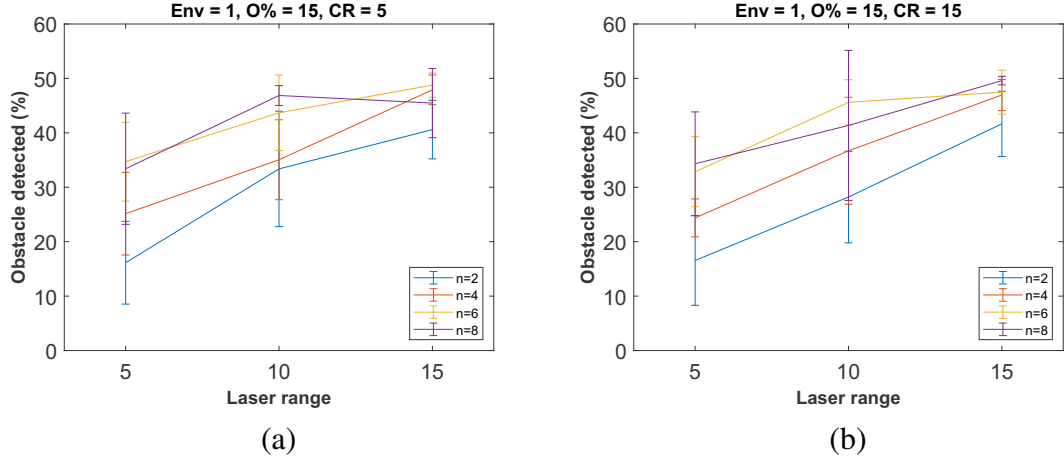 Env = 1, O% = 15, CR = 5
60
50
40
30
20
10
0
Obstacle detected (%)
n=2
n=4
n=6
n=8
5 10 15
Laser range
(a)
Env = 1, O% = 15, CR = 15
60
50
40
30
20
10
0
Obstacle detected (%)
n=2
n=4
n=6
n=8
5 10 15
Laser range
(b)